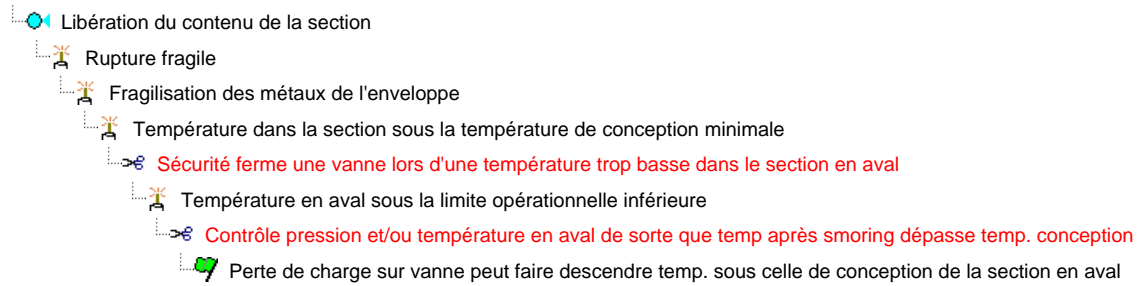 Libération du contenu de la section
Rupture fragile
Fragilisation des métaux de l'enveloppe
Température dans la section sous la température de conception minimale
Sécurité ferme une vanne lors d'une température trop basse dans le section en aval
Température en aval sous la limite opérationnelle inférieure
Contrôle pression et/ou température en aval de sorte que temp après smoring dépasse temp. conception
Perte de charge sur vanne peut faire descendre temp. sous celle de conception de la section en aval